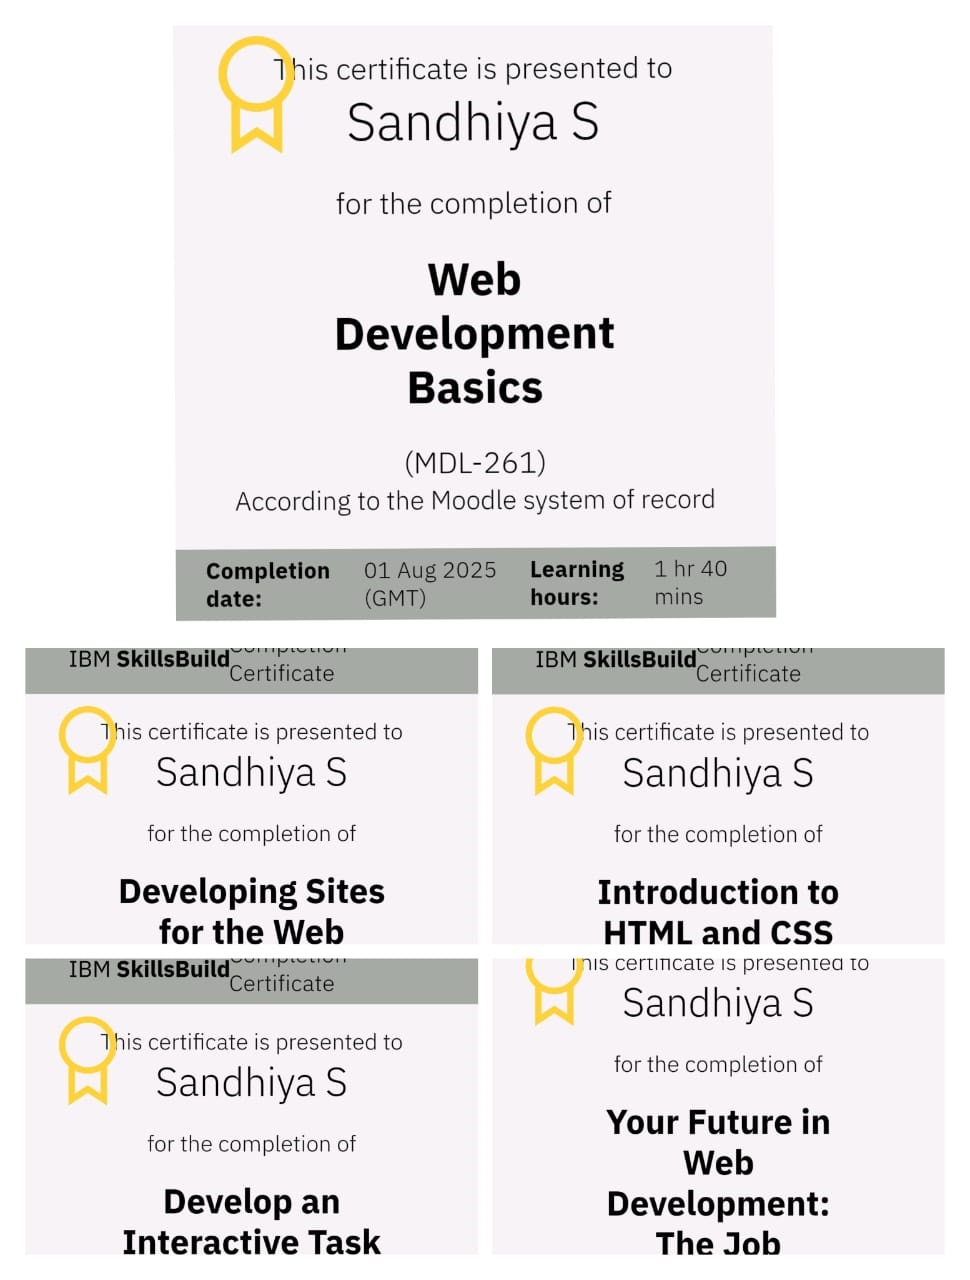 This certificate is presented to
Sandhiya S
for the completion of
Web
Development
Basics
(MDL-261)
According to the Moodle system of record
Completion date: 01 Aug 2025 (GMT) Learning hours: 1 hr 40 mins
IBM SkillsBuild Completion Certificate
This certificate is presented to
Sandhiya S
for the completion of
Developing Sites
for the Web
IBM SkillsBuild Completion Certificate
This certificate is presented to
Sandhiya S
for the completion of
Introduction to
HTML and CSS
IBM SkillsBuild Completion Certificate
This certificate is presented to
Sandhiya S
for the completion of
Develop an
Interactive Task
This certificate is presented to
Sandhiya S
for the completion of
Your Future in
Web
Development:
The Job